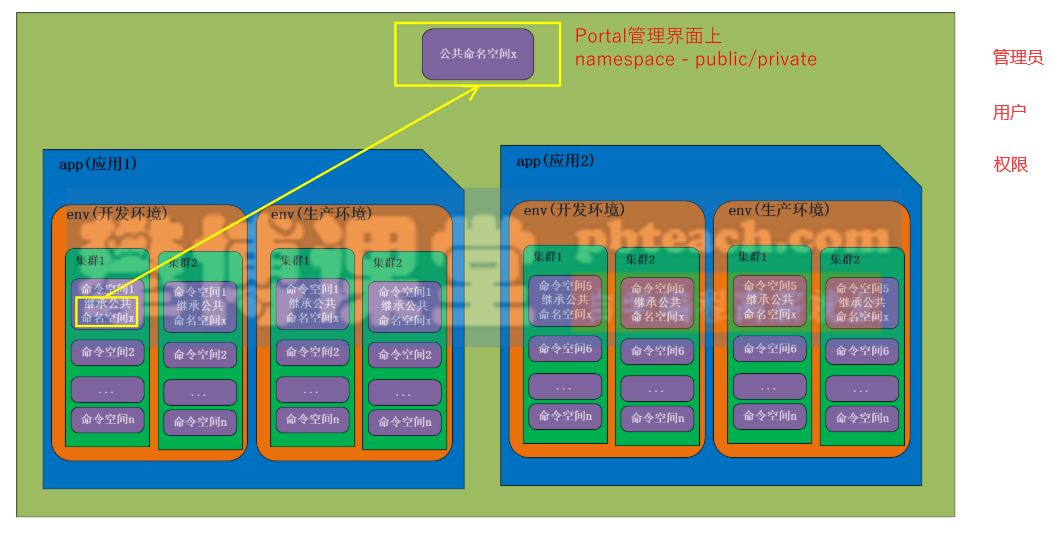 公共命名空间x
Portal管理界面上
namespace - public/private
管理员
用户
权限
app(应用1)
env(开发环境)
集群1
命令空间1
继承公共
命名空间x
命令空间2
...
命令空间n
集群2
命令空间1
继承公共
命名空间x
命令空间2
...
命令空间n
env(生产环境)
集群1
命令空间1
继承公共
命名空间x
命令空间2
...
命令空间n
集群2
命令空间1
继承公共
命名空间x
命令空间2
...
命令空间n
app(应用2)
env(开发环境)
集群1
命令空间5
继承公共
命名空间x
命令空间6
...
命令空间n
集群2
命令空间5
继承公共
命名空间x
命令空间6
...
命令空间n
env(生产环境)
集群1
命令空间5
继承公共
命名空间x
命令空间6
...
命令空间n
集群2
命令空间5
继承公共
命名空间x
命令空间6
...
命令空间n
pbteach.com